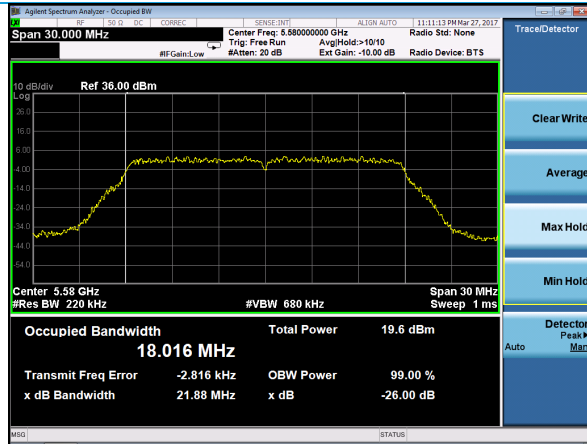 Agilent Spectrum Analyzer - Occupied BW
RF 50 Ω DC CORREC SENSE:INT ALIGN AUTO 11:11:13 PM Mar 27, 2017
Span 30.000 MHz
Center Freq: 5.580000000 GHz Radio Std: None
Trig: Free Run Avg|Hold:>10/10
#IFGain:Low #Atten: 20 dB Ext Gain: -10.00 dB Radio Device: BTS
Trace/Detector
10 dB/div Ref 36.00 dBm
Log
26.0
16.0
6.00
-4.00
-14.0
-24.0
-34.0
-44.0
-54.0
Center 5.58 GHz Span 30 MHz
#Res BW 220 kHz #VBW 680 kHz Sweep 1 ms
Occupied Bandwidth Total Power 19.6 dBm
18.016 MHz
Transmit Freq Error -2.816 kHz OBW Power 99.00 %
x dB Bandwidth 21.88 MHz x dB -26.00 dB
Clear Write
Average
Max Hold
Min Hold
Detector
Peak
Auto Man
MSG STATUS